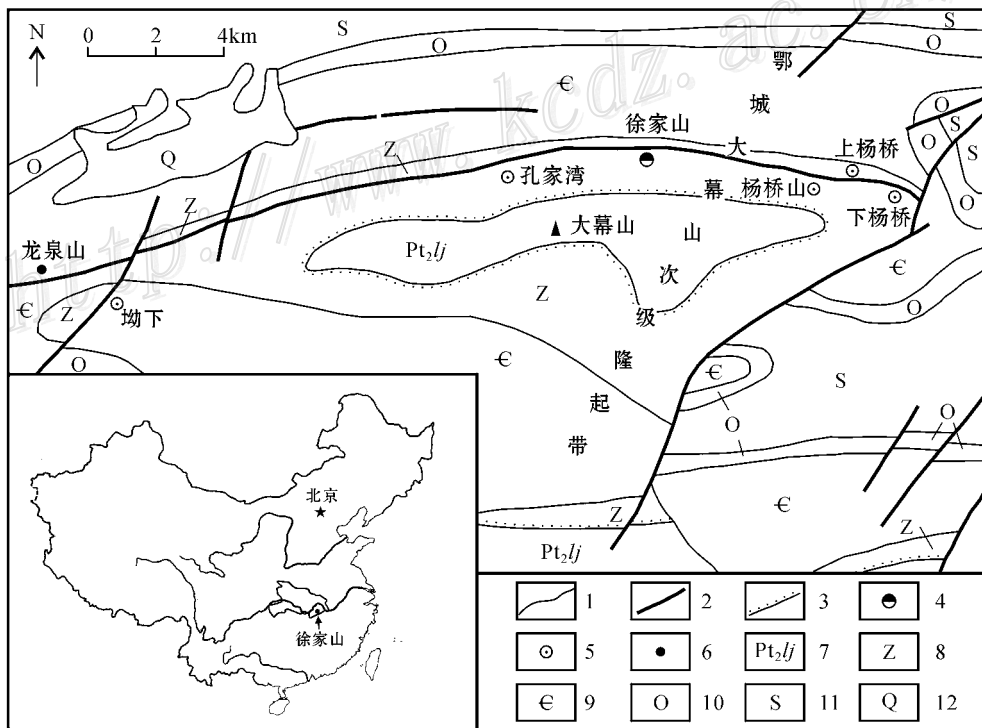 http://www.kcdz.ac.cn
N
0 2 4km
S
O
Є
鄂
城
大
幕
山
次
级
隆
起
带
S
O
O
S
O
S
O
徐家山
上杨桥
Z
孔家湾
杨桥山
下杨桥
O
Q
Z
龙泉山
Pt₂lj
大幕山
Є
O
Є
Z
坳下
Z
O
Є
Є
S
O
O
Є
Z
Z
Pt₂lj
北京
徐家山
1 2 3 4
5 6 Pt₂lj 7 Z 8
Є 9 O 10 S 11 Q 12